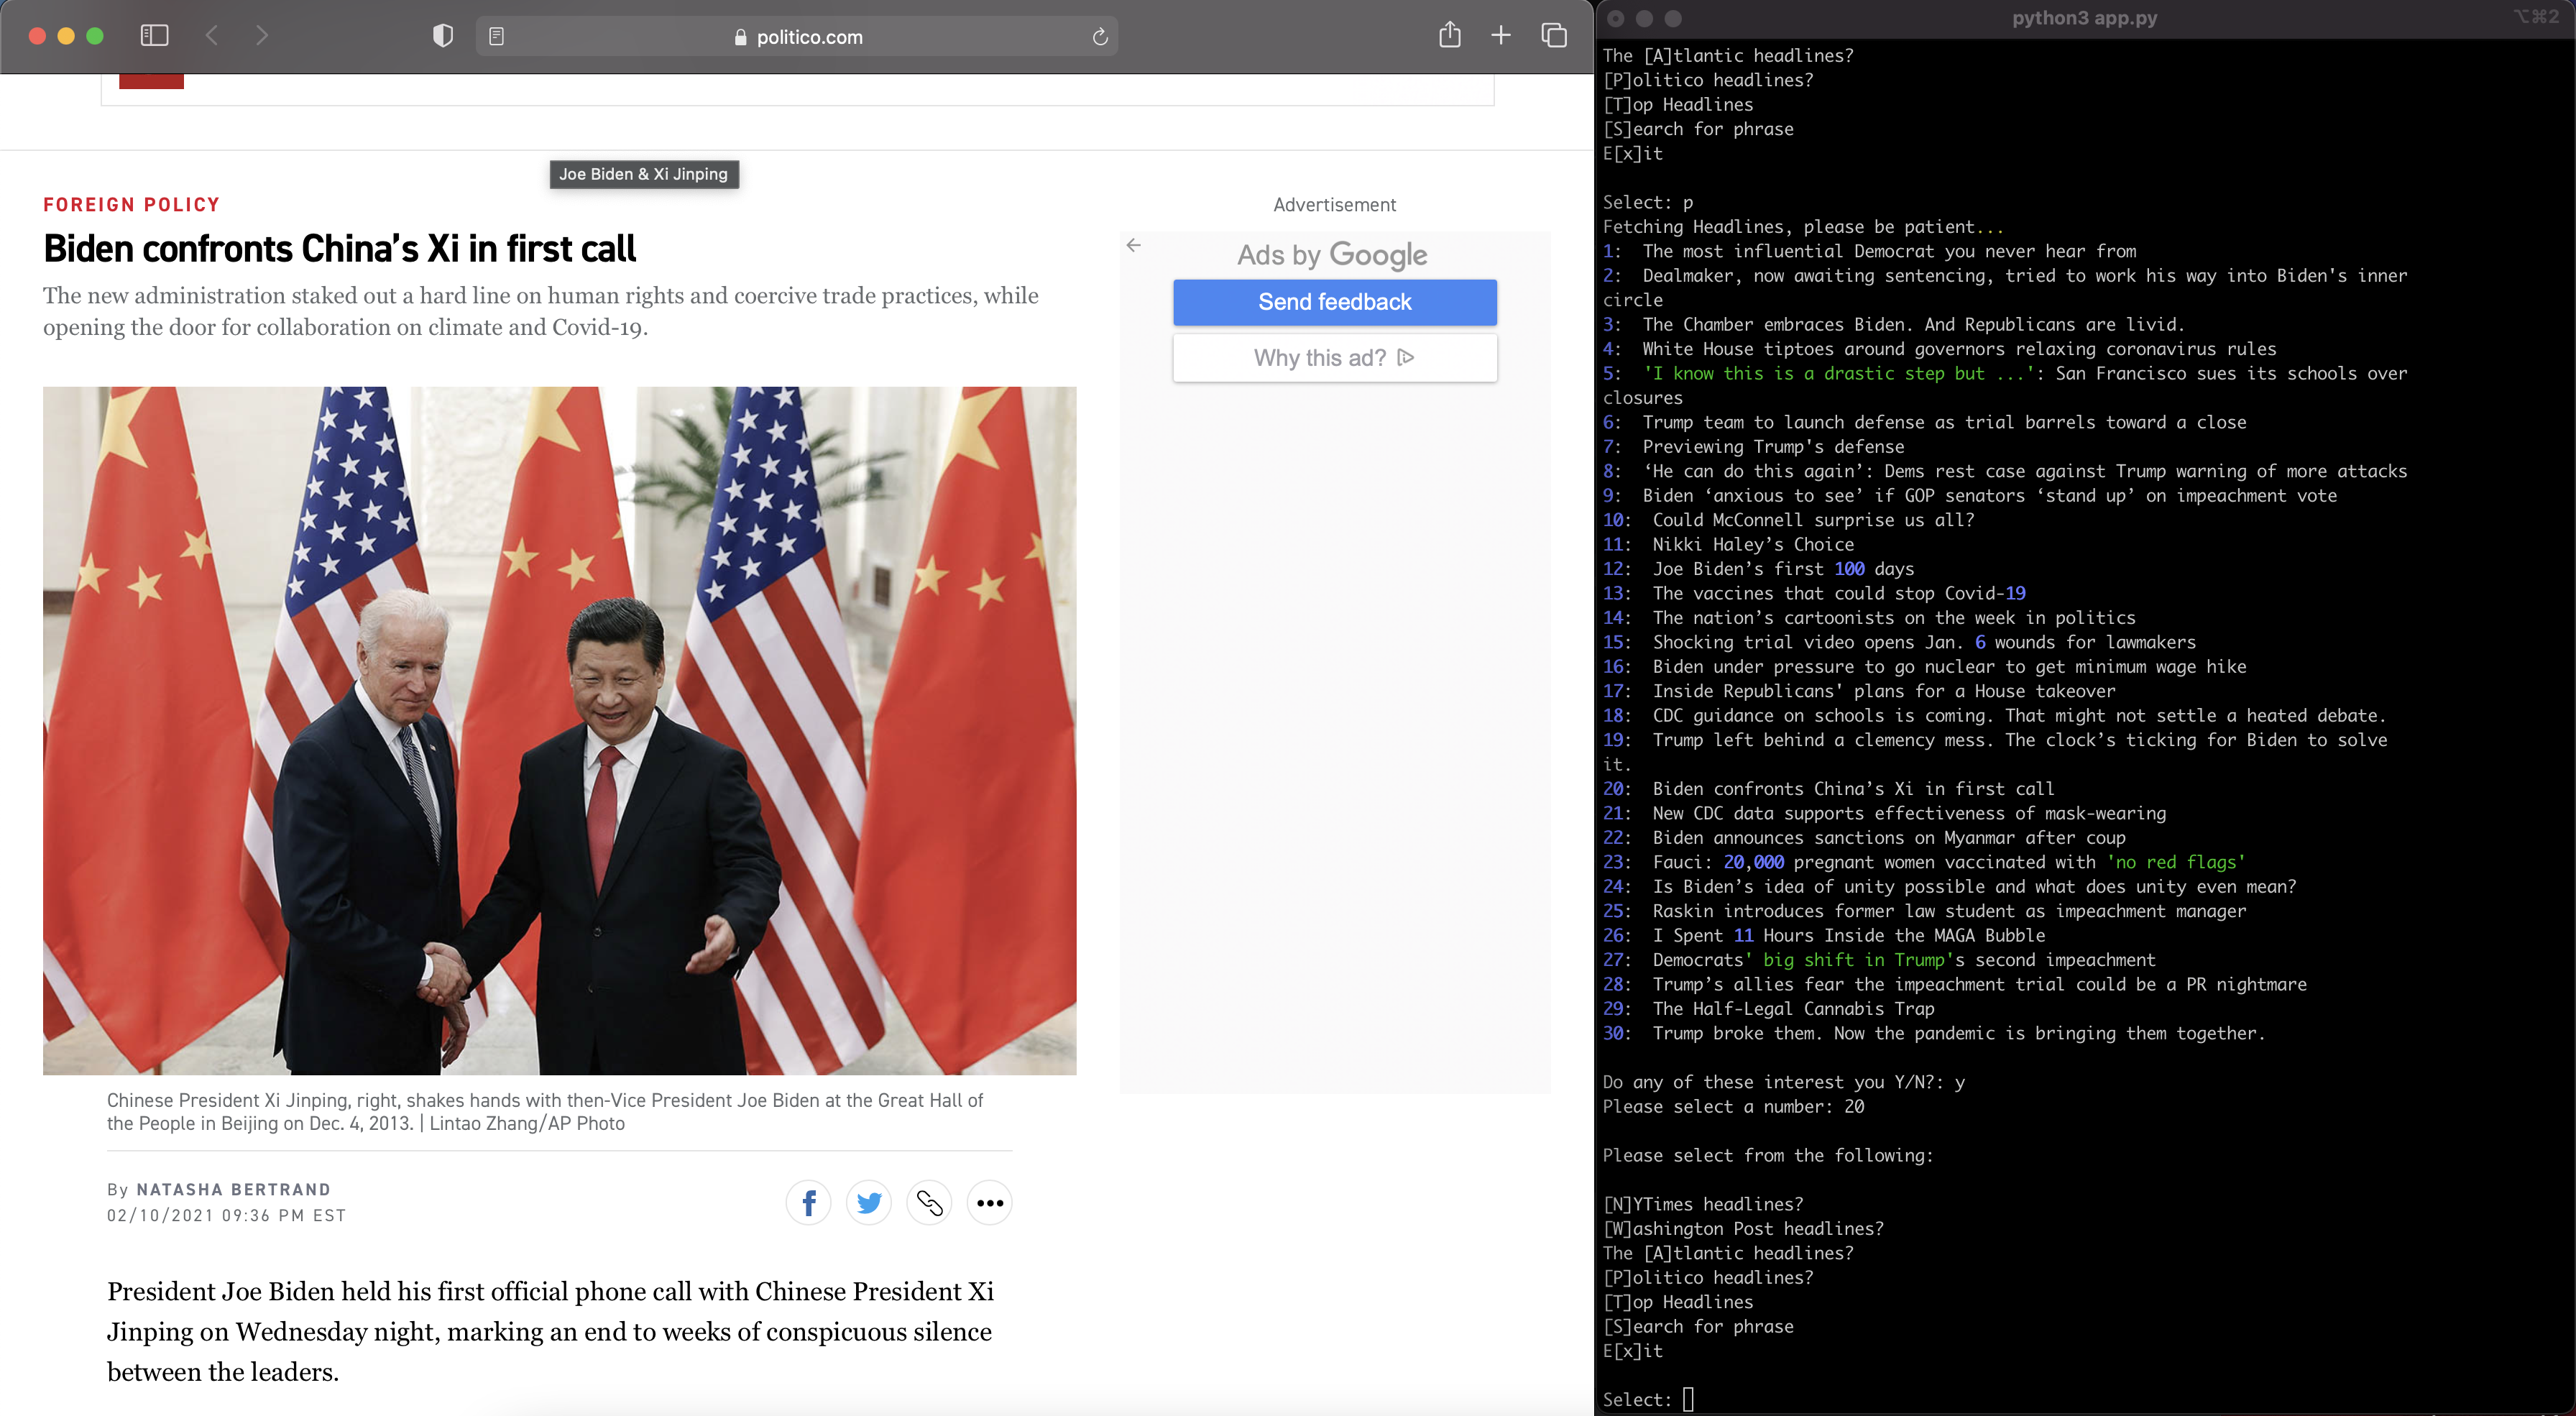 politico.com
Joe Biden & Xi Jinping
FOREIGN POLICY
Biden confronts China’s Xi in first call
The new administration staked out a hard line on human rights and coercive trade practices, while
opening the door for collaboration on climate and Covid-19.
Chinese President Xi Jinping, right, shakes hands with then-Vice President Joe Biden at the Great Hall of
the People in Beijing on Dec. 4, 2013. | Lintao Zhang/AP Photo
By NATASHA BERTRAND
02/10/2021 09:36 PM EST
President Joe Biden held his first official phone call with Chinese President Xi
Jinping on Wednesday night, marking an end to weeks of conspicuous silence
between the leaders.
Advertisement
Ads by Google
Send feedback
Why this ad?
python3 app.py
⌥⌘2
The [A]tlantic headlines?
[P]olitico headlines?
[T]op Headlines
[S]earch for phrase
E[x]it
Select: p
Fetching Headlines, please be patient...
1: The most influential Democrat you never hear from
2: Dealmaker, now awaiting sentencing, tried to work his way into Biden's inner
circle
3: The Chamber embraces Biden. And Republicans are livid.
4: White House tiptoes around governors relaxing coronavirus rules
5: 'I know this is a drastic step but ...': San Francisco sues its schools over
closures
6: Trump team to launch defense as trial barrels toward a close
7: Previewing Trump's defense
8: ‘He can do this again’: Dems rest case against Trump warning of more attacks
9: Biden ‘anxious to see’ if GOP senators ‘stand up’ on impeachment vote
10: Could McConnell surprise us all?
11: Nikki Haley’s Choice
12: Joe Biden’s first 100 days
13: The vaccines that could stop Covid-19
14: The nation’s cartoonists on the week in politics
15: Shocking trial video opens Jan. 6 wounds for lawmakers
16: Biden under pressure to go nuclear to get minimum wage hike
17: Inside Republicans' plans for a House takeover
18: CDC guidance on schools is coming. That might not settle a heated debate.
19: Trump left behind a clemency mess. The clock’s ticking for Biden to solve
it.
20: Biden confronts China’s Xi in first call
21: New CDC data supports effectiveness of mask-wearing
22: Biden announces sanctions on Myanmar after coup
23: Fauci: 20,000 pregnant women vaccinated with 'no red flags'
24: Is Biden’s idea of unity possible and what does unity even mean?
25: Raskin introduces former law student as impeachment manager
26: I Spent 11 Hours Inside the MAGA Bubble
27: Democrats' big shift in Trump's second impeachment
28: Trump’s allies fear the impeachment trial could be a PR nightmare
29: The Half-Legal Cannabis Trap
30: Trump broke them. Now the pandemic is bringing them together.
Do any of these interest you Y/N?: y
Please select a number: 20
Please select from the following:
[N]YTimes headlines?
[W]ashington Post headlines?
The [A]tlantic headlines?
[P]olitico headlines?
[T]op Headlines
[S]earch for phrase
E[x]it
Select: